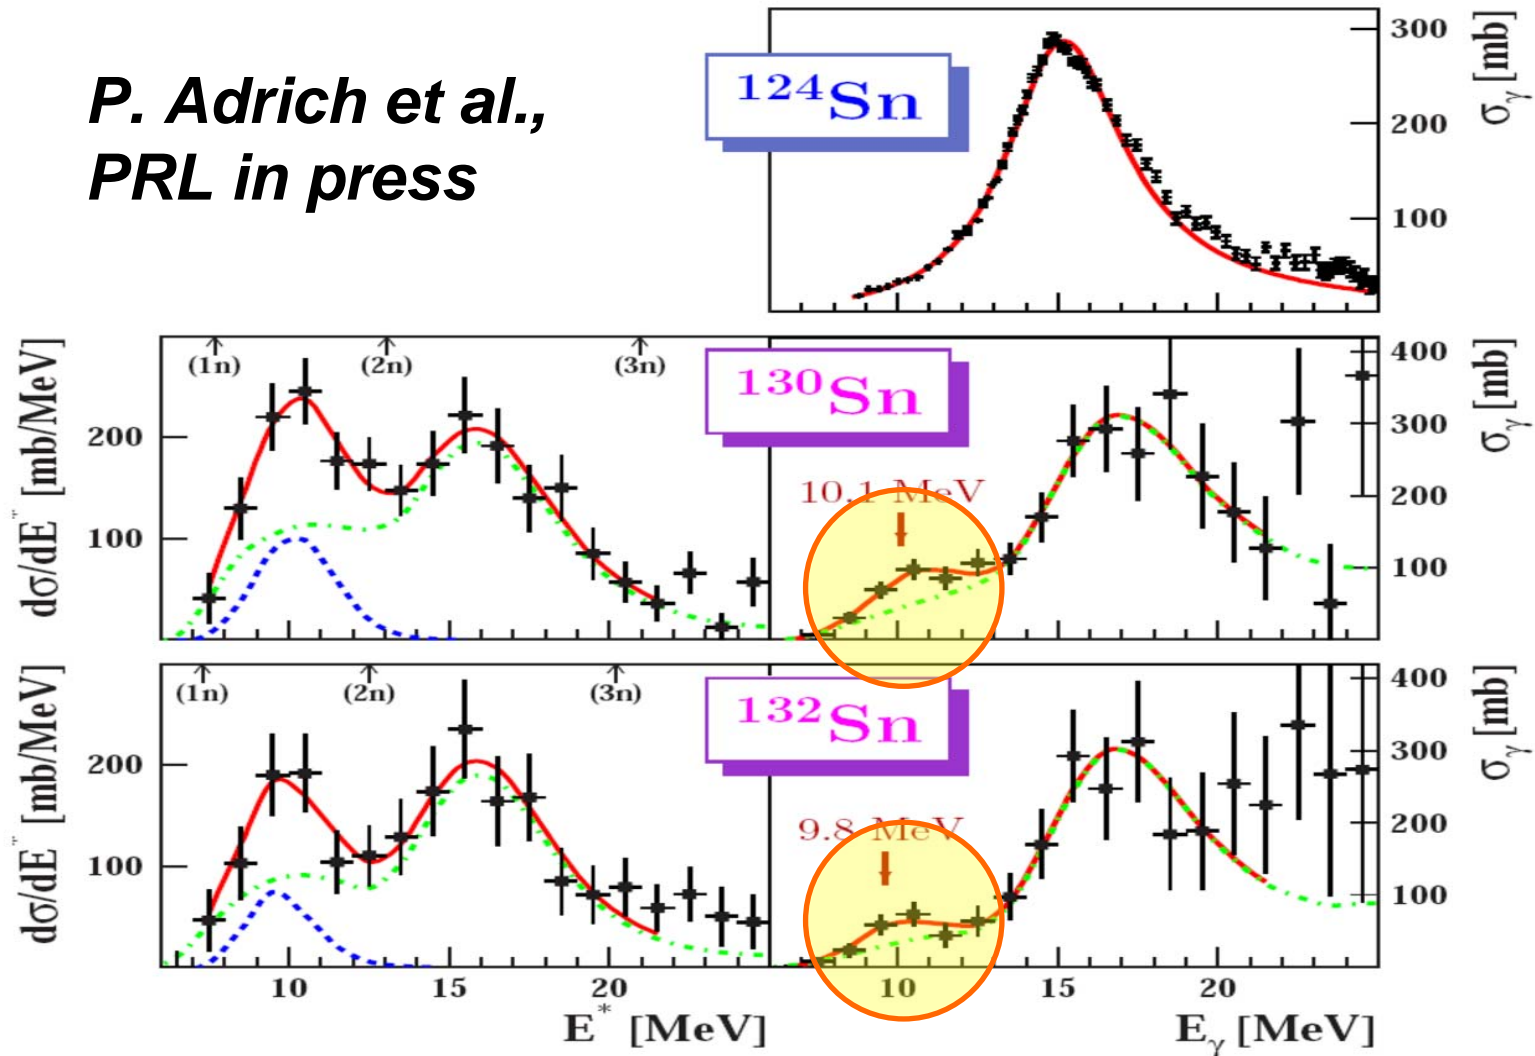 P. Adrich et al.,
PRL in press
124Sn
300
200
100
σγ [mb]
(1n) (2n) (3n)
130Sn
dσ/dE* [mb/MeV]
200
100
10.1 MeV
400
300
200
100
σγ [mb]
(1n) (2n) (3n)
132Sn
dσ/dE* [mb/MeV]
200
100
9.8 MeV
400
300
200
100
σγ [mb]
10 15 20
10 15 20
E* [MeV]
Eγ [MeV]